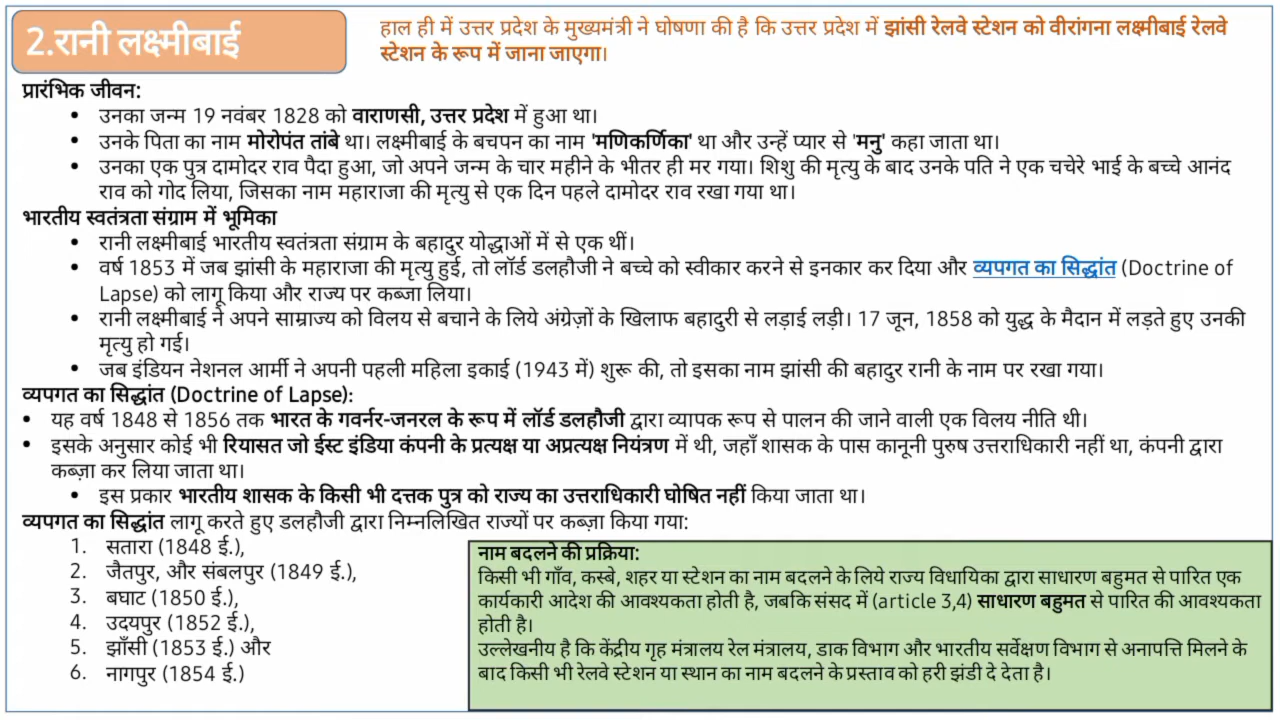 2.रानी लक्ष्मीबाई
हाल ही में उत्तर प्रदेश के मुख्यमंत्री ने घोषणा की है कि उत्तर प्रदेश में झांसी रेलवे स्टेशन को वीरांगना लक्ष्मीबाई रेलवे
स्टेशन के रूप में जाना जाएगा।
प्रारंभिक जीवन:
• उनका जन्म 19 नवंबर 1828 को वाराणसी, उत्तर प्रदेश में हुआ था।
• उनके पिता का नाम मोरोपंत तांबे था। लक्ष्मीबाई के बचपन का नाम 'मणिकर्णिका' था और उन्हें प्यार से 'मनु' कहा जाता था।
• उनका एक पुत्र दामोदर राव पैदा हुआ, जो अपने जन्म के चार महीने के भीतर ही मर गया। शिशु की मृत्यु के बाद उनके पति ने एक चचेरे भाई के बच्चे आनंद
राव को गोद लिया, जिसका नाम महाराजा की मृत्यु से एक दिन पहले दामोदर राव रखा गया था।
भारतीय स्वतंत्रता संग्राम में भूमिका
• रानी लक्ष्मीबाई भारतीय स्वतंत्रता संग्राम के बहादुर योद्धाओं में से एक थीं।
• वर्ष 1853 में जब झांसी के महाराजा की मृत्यु हुई, तो लॉर्ड डलहौजी ने बच्चे को स्वीकार करने से इनकार कर दिया और व्यपगत का सिद्धांत (Doctrine of
Lapse) को लागू किया और राज्य पर कब्जा लिया।
• रानी लक्ष्मीबाई ने अपने साम्राज्य को विलय से बचाने के लिये अंग्रेज़ों के खिलाफ बहादुरी से लड़ाई लड़ी। 17 जून, 1858 को युद्ध के मैदान में लड़ते हुए उनकी
मृत्यु हो गई।
• जब इंडियन नेशनल आर्मी ने अपनी पहली महिला इकाई (1943 में) शुरू की, तो इसका नाम झांसी की बहादुर रानी के नाम पर रखा गया।
व्यपगत का सिद्धांत (Doctrine of Lapse):
• यह वर्ष 1848 से 1856 तक भारत के गवर्नर-जनरल के रूप में लॉर्ड डलहौजी द्वारा व्यापक रूप से पालन की जाने वाली एक विलय नीति थी।
• इसके अनुसार कोई भी रियासत जो ईस्ट इंडिया कंपनी के प्रत्यक्ष या अप्रत्यक्ष नियंत्रण में थी, जहाँ शासक के पास कानूनी पुरुष उत्तराधिकारी नहीं था, कंपनी द्वारा
कब्ज़ा कर लिया जाता था।
• इस प्रकार भारतीय शासक के किसी भी दत्तक पुत्र को राज्य का उत्तराधिकारी घोषित नहीं किया जाता था।
व्यपगत का सिद्धांत लागू करते हुए डलहौजी द्वारा निम्नलिखित राज्यों पर कब्ज़ा किया गया:
1. सतारा (1848 ई.),
2. जैतपुर, और संबलपुर (1849 ई.),
3. बघाट (1850 ई.),
4. उदयपुर (1852 ई.),
5. झाँसी (1853 ई.) और
6. नागपुर (1854 ई.)
नाम बदलने की प्रक्रिया:
किसी भी गाँव, कस्बे, शहर या स्टेशन का नाम बदलने के लिये राज्य विधायिका द्वारा साधारण बहुमत से पारित एक
कार्यकारी आदेश की आवश्यकता होती है, जबकि संसद में (article 3,4) साधारण बहुमत से पारित की आवश्यकता
होती है।
उल्लेखनीय है कि केंद्रीय गृह मंत्रालय रेल मंत्रालय, डाक विभाग और भारतीय सर्वेक्षण विभाग से अनापत्ति मिलने के
बाद किसी भी रेलवे स्टेशन या स्थान का नाम बदलने के प्रस्ताव को हरी झंडी दे देता है।